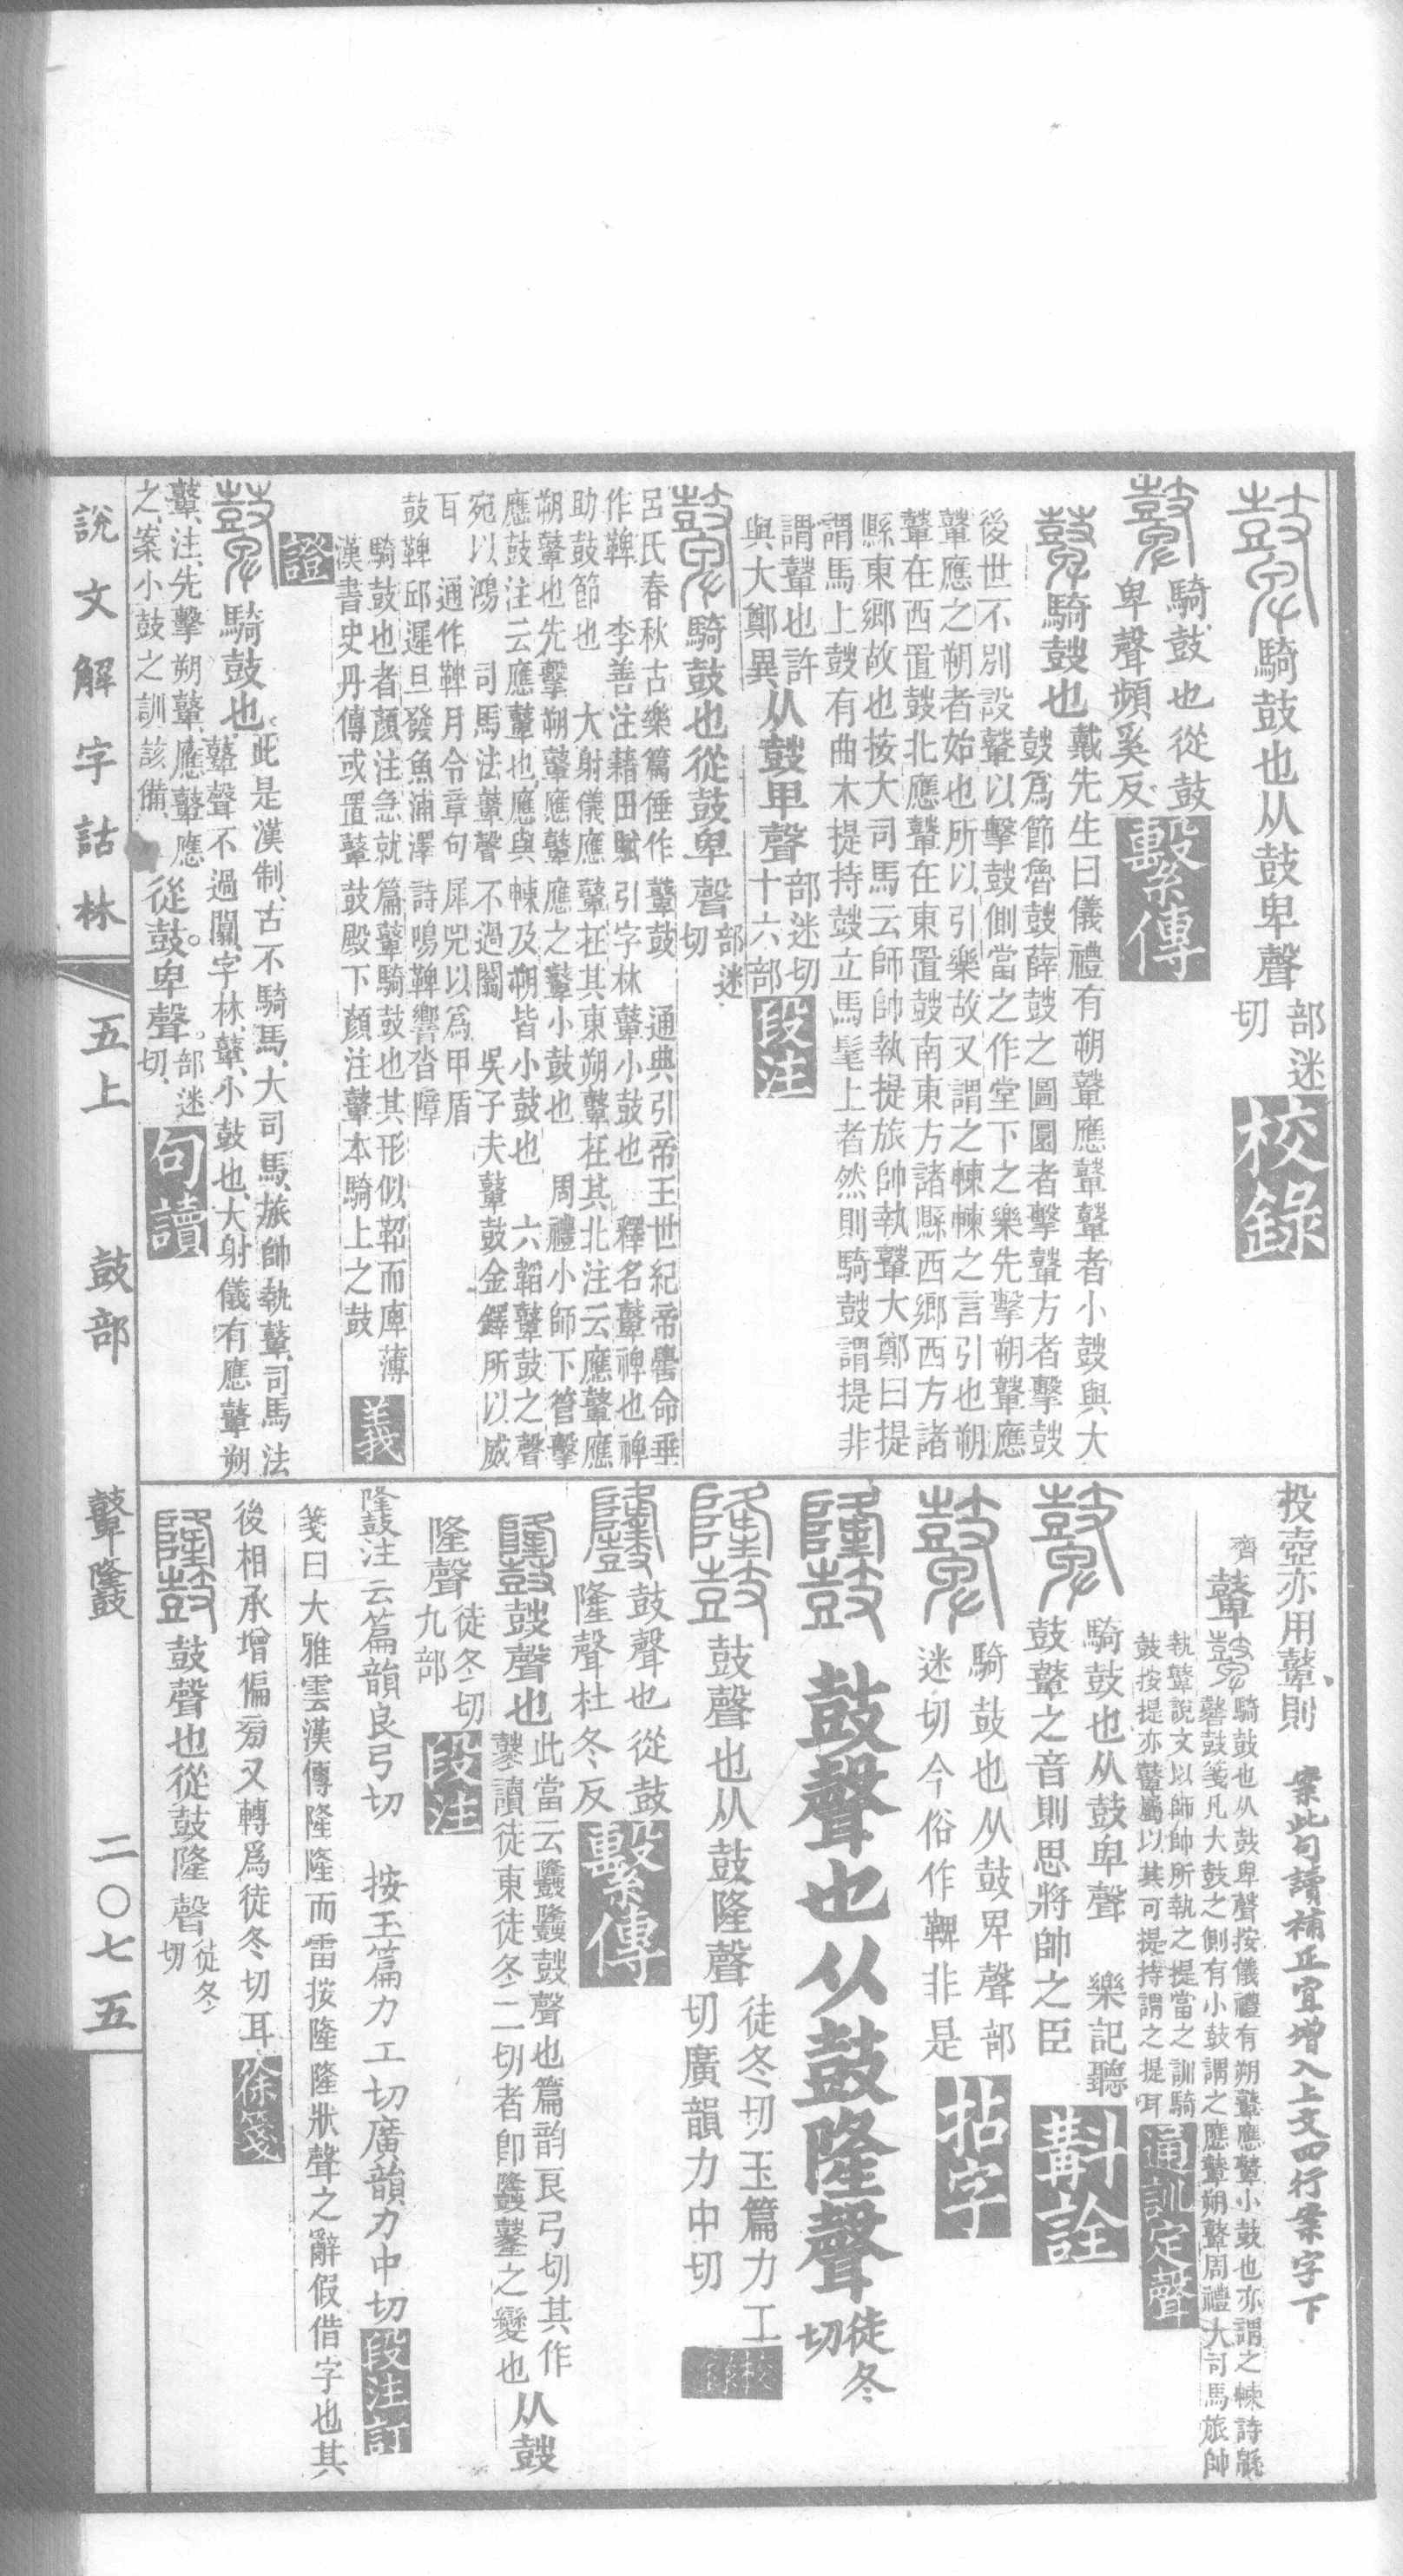 騎鼓也从鼓卑聲部迷切校錄
騎鼓也從鼓
卑聲頻奚反繫傳
鼙騎鼓也戴先生曰儀禮有朔鼙應鼙鼙者小鼓與大
鼓爲節魯鼓薛鼓之圖圜者擊鼙方者擊鼓
後世不別設鼙以擊鼓側當之作堂下之樂先擊朔鼙應
鼙應之朔者始也所以引樂故又謂之朄朄之言引也朔
鼙在西置鼓北應鼙在東置鼓南東方諸縣西鄉西方諸
縣東鄉故也按大司馬云師帥執提旅帥執鼙大鄭曰提
謂馬上鼓有曲木提持鼓立馬髦上者然則騎鼓謂提非
謂鼙也許
與大鄭異从鼓卑聲部迷切
十六部段注
騎鼓也從鼓卑聲部迷切
呂氏春秋古樂篇倕作鼙鼓　通典引帝王世紀帝嚳命垂
作鞞　李善注藉田賦引字林鼙小鼓也　釋名鼙裨也裨
助鼓節也　大射儀應鼙在其東朔鼙在其北注云應鼙應
朔鼙也先擊朔鼙應鼙應之鼙小鼓也　周禮小師下管擊
應鼓注云應鼙也應與朄及朔皆小鼓也　六韜鼙鼓之聲
宛以鴻　司馬法鼙聲不過闒　吳子夫鼙鼓金鐸所以威
耳　通作鞞月令章句犀兕以爲甲盾
鼓鞞邱遲旦發魚浦潭詩鳴鞞響沓障
騎鼓也者顏注急就篇鼙騎鼓也其形似鞀而庳薄
漢書史丹傳或置鼙鼓殿下顏注鼙本騎上之鼓義
證
騎鼓也此是漢制古不騎馬大司馬旅帥執鼙司馬法
鼙聲不過闒字林鼙小鼓也大射儀有應鼙朔
鼙注先擊朔鼙應鼙應
之案小鼓之訓該備從鼓卑聲部迷切句讀
投壺亦用鼙則　案此句讀補正宜增入上文四行案字下
齊
鼙騎鼓也从鼓卑聲按儀禮有朔鼙應鼙小鼓也亦謂之朄詩緜
鼛鼓箋凡大鼓之側有小鼓謂之應鼙朔鼙周禮大司馬旅帥
執鼙說文以師帥所執之提當之訓騎
鼓按提亦鼙屬以其可提持謂之提耳通訓定聲
騎鼓也从鼓卑聲　樂記聽
鼓鼙之音則思將帥之臣斠詮
騎鼓也从鼓卑聲部
迷切今俗作鞞非是拈字
鼓聲也从鼓隆聲徒冬切
鼓聲也从鼓隆聲徒冬切玉篇力工
切廣韻力中切校錄
鼓聲也從鼓
隆聲杜冬反繫傳
鼓聲也此當云鼟鼟鼓聲也篇韵良弓切其作
讀徒東徒冬二切者卽之變也从鼓
隆聲徒冬切
九部段注
隆鼓注云篇韻良弓切　按玉篇力工切廣韻力中切段注訂
箋曰大雅雲漢傳隆隆而雷按隆隆狀聲之辭假借字也其
後相承增偏旁又轉爲徒冬切耳徐箋
鼓聲也從鼓隆聲徒冬切
說文解字詁林　五上　鼓部　鼙　二〇七五